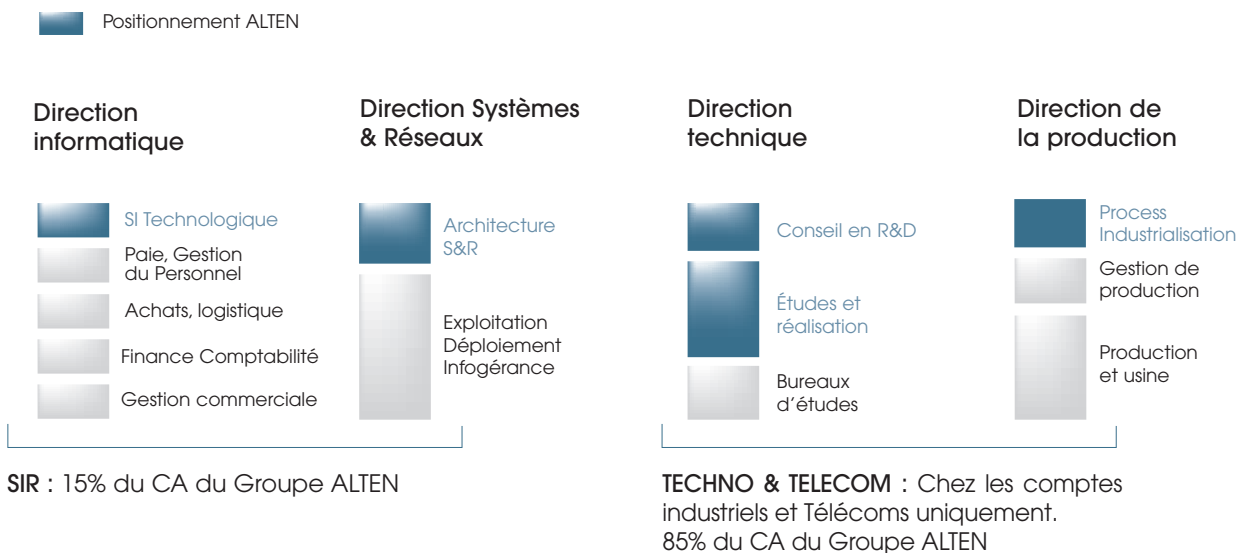 Positionnement ALTEN
Direction
informatique
SI Technologique
Paie, Gestion
du Personnel
Achats, logistique
Finance Comptabilité
Gestion commerciale
Direction Systèmes
& Réseaux
Architecture
S&R
Exploitation
Déploiement
Infogérance
SIR : 15% du CA du Groupe ALTEN
Direction
technique
Conseil en R&D
Études et
réalisation
Bureaux
d'études
Direction de
la production
Process
Industrialisation
Gestion de
production
Production
et usine
TECHNO & TELECOM : Chez les comptes
industriels et Télécoms uniquement.
85% du CA du Groupe ALTEN